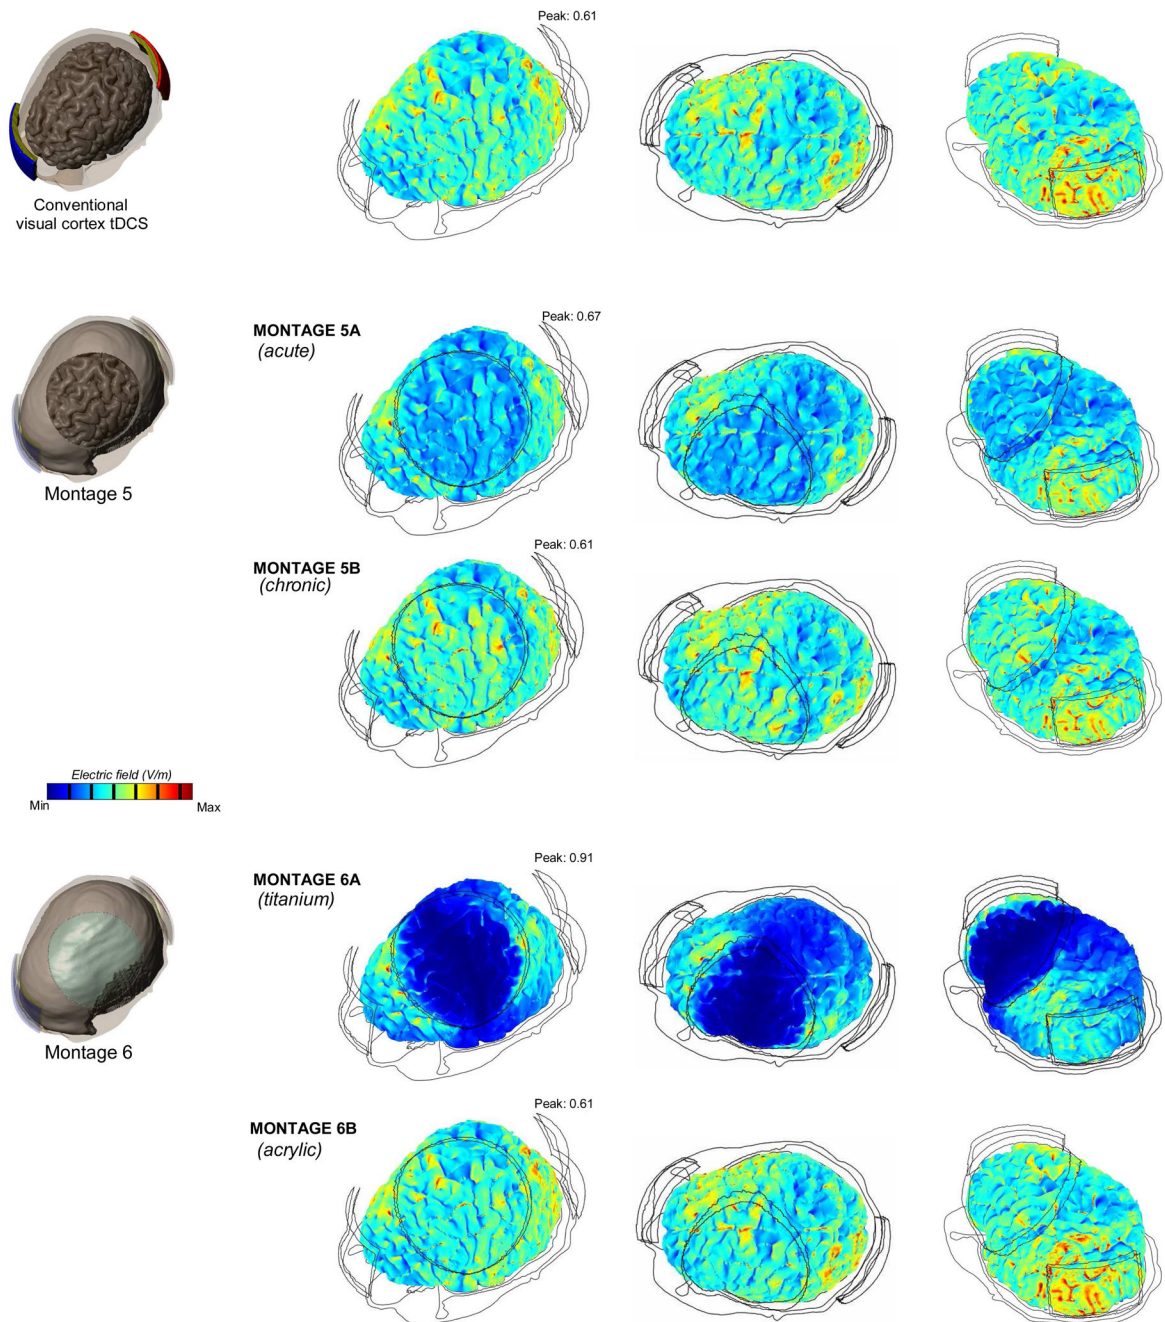 Peak: 0.61
Conventional
visual cortex tDCS
MONTAGE 5A
(acute)
Peak: 0.67
Montage 5
MONTAGE 5B
(chronic)
Peak: 0.61
Electric field (V/m)
Min
Max
MONTAGE 6A
(titanium)
Peak: 0.91
Montage 6
MONTAGE 6B
(acrylic)
Peak: 0.61